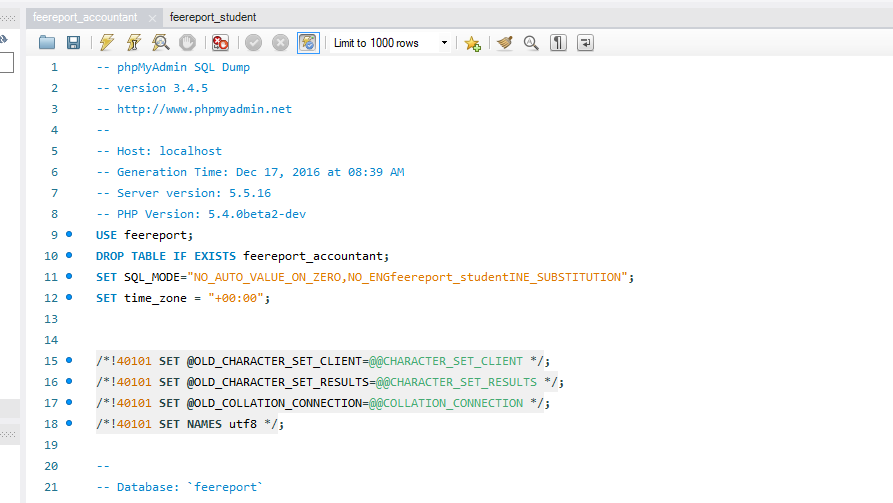 feereport_accountant feereport_student
Limit to 1000 rows
1 -- phpMyAdmin SQL Dump
2 -- version 3.4.5
3 -- http://www.phpmyadmin.net
4 --
5 -- Host: localhost
6 -- Generation Time: Dec 17, 2016 at 08:39 AM
7 -- Server version: 5.5.16
8 -- PHP Version: 5.4.0beta2-dev
9 USE feereport;
10 DROP TABLE IF EXISTS feereport_accountant;
11 SET SQL_MODE="NO_AUTO_VALUE_ON_ZERO,NO_ENGfeereport_studentINE_SUBSTITUTION";
12 SET time_zone = "+00:00";
13
14
15 /*!40101 SET @OLD_CHARACTER_SET_CLIENT=@@CHARACTER_SET_CLIENT */;
16 /*!40101 SET @OLD_CHARACTER_SET_RESULTS=@@CHARACTER_SET_RESULTS */;
17 /*!40101 SET @OLD_COLLATION_CONNECTION=@@COLLATION_CONNECTION */;
18 /*!40101 SET NAMES utf8 */;
19
20 --
21 -- Database: `feereport`